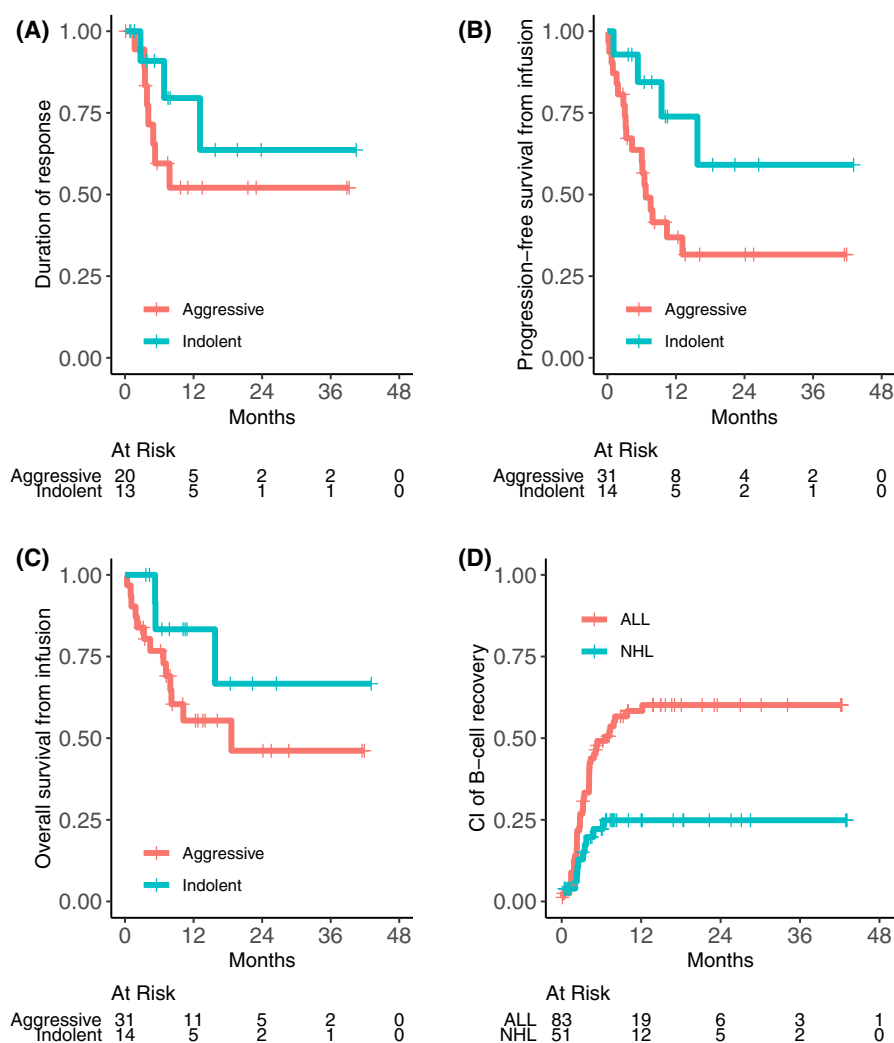 (A)
Duration of response
1.00
0.75
0.50
0.25
0.00
Aggressive
Indolent
0 12 24 36 48
Months
At Risk
Aggressive 20 5 2 2 0
Indolent 13 5 1 1 0
(B)
Progression−free survival from infusion
1.00
0.75
0.50
0.25
0.00
Aggressive
Indolent
0 12 24 36 48
Months
At Risk
Aggressive 31 8 4 2 0
Indolent 14 5 2 1 0
(C)
Overall survival from infusion
1.00
0.75
0.50
0.25
0.00
Aggressive
Indolent
0 12 24 36 48
Months
At Risk
Aggressive 31 11 5 2 0
Indolent 14 5 2 1 0
(D)
CI of B−cell recovery
1.00
0.75
0.50
0.25
0.00
ALL
NHL
0 12 24 36 48
Months
At Risk
ALL 83 19 6 3 1
NHL 51 12 5 2 0